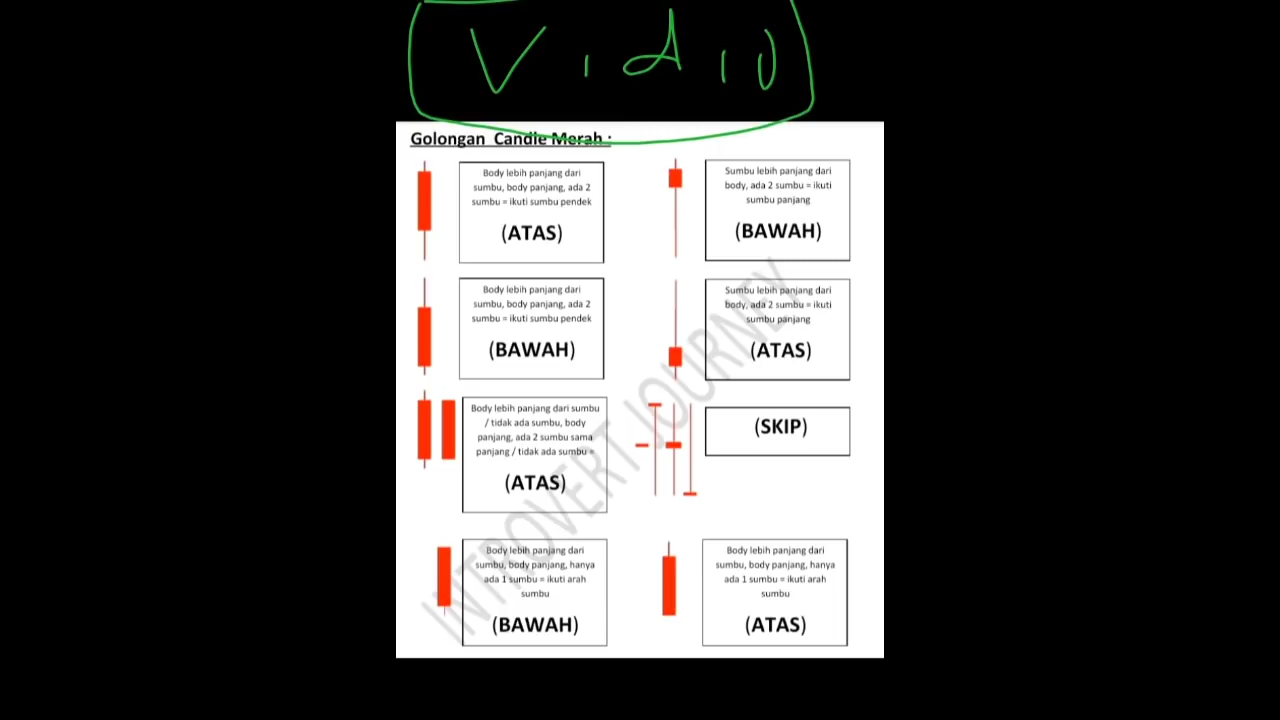 Vidio
Golongan Candle Merah :
Body lebih panjang dari
sumbu, body panjang, ada 2
sumbu = ikuti sumbu pendek
(ATAS)
Sumbu lebih panjang dari
body, ada 2 sumbu = ikuti
sumbu panjang
(BAWAH)
Body lebih panjang dari
sumbu, body panjang, ada 2
sumbu = ikuti sumbu pendek
(BAWAH)
Sumbu lebih panjang dari
body, ada 2 sumbu = ikuti
sumbu panjang
(ATAS)
Body lebih panjang dari sumbu
/ tidak ada sumbu, body
panjang, ada 2 sumbu sama
panjang / tidak ada sumbu =
(ATAS)
(SKIP)
Body lebih panjang dari
sumbu, body panjang, hanya
ada 1 sumbu = ikuti arah
sumbu
(BAWAH)
Body lebih panjang dari
sumbu, body panjang, hanya
ada 1 sumbu = ikuti arah
sumbu
(ATAS)
INTROVERT JOURNEY